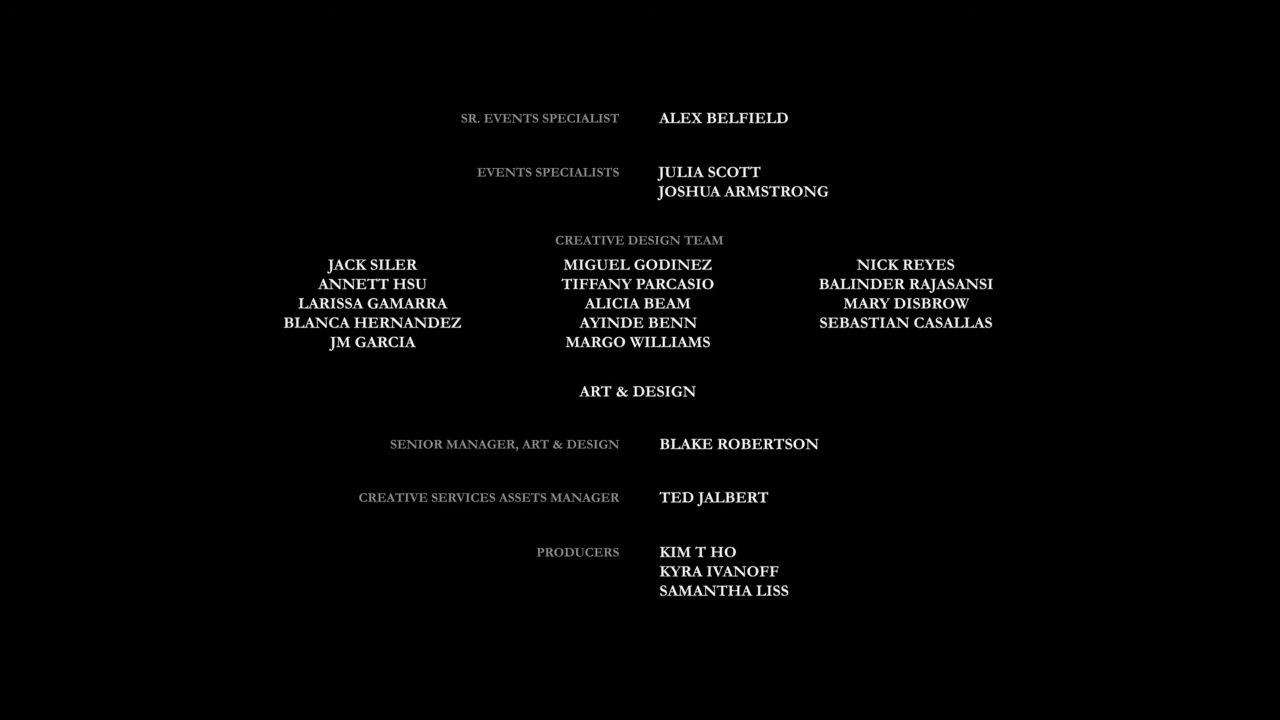 SR. EVENTS SPECIALIST ALEX BELFIELD
EVENTS SPECIALISTS JULIA SCOTT
JOSHUA ARMSTRONG
CREATIVE DESIGN TEAM
JACK SILER MIGUEL GODINEZ NICK REYES
ANNETT HSU TIFFANY PARCASIO BALINDER RAJASANSI
LARISSA GAMARRA ALICIA BEAM MARY DISBROW
BLANCA HERNANDEZ AYINDE BENN SEBASTIAN CASALLAS
JM GARCIA MARGO WILLIAMS
ART & DESIGN
SENIOR MANAGER, ART & DESIGN BLAKE ROBERTSON
CREATIVE SERVICES ASSETS MANAGER TED JALBERT
PRODUCERS KIM T HO
KYRA IVANOFF
SAMANTHA LISS